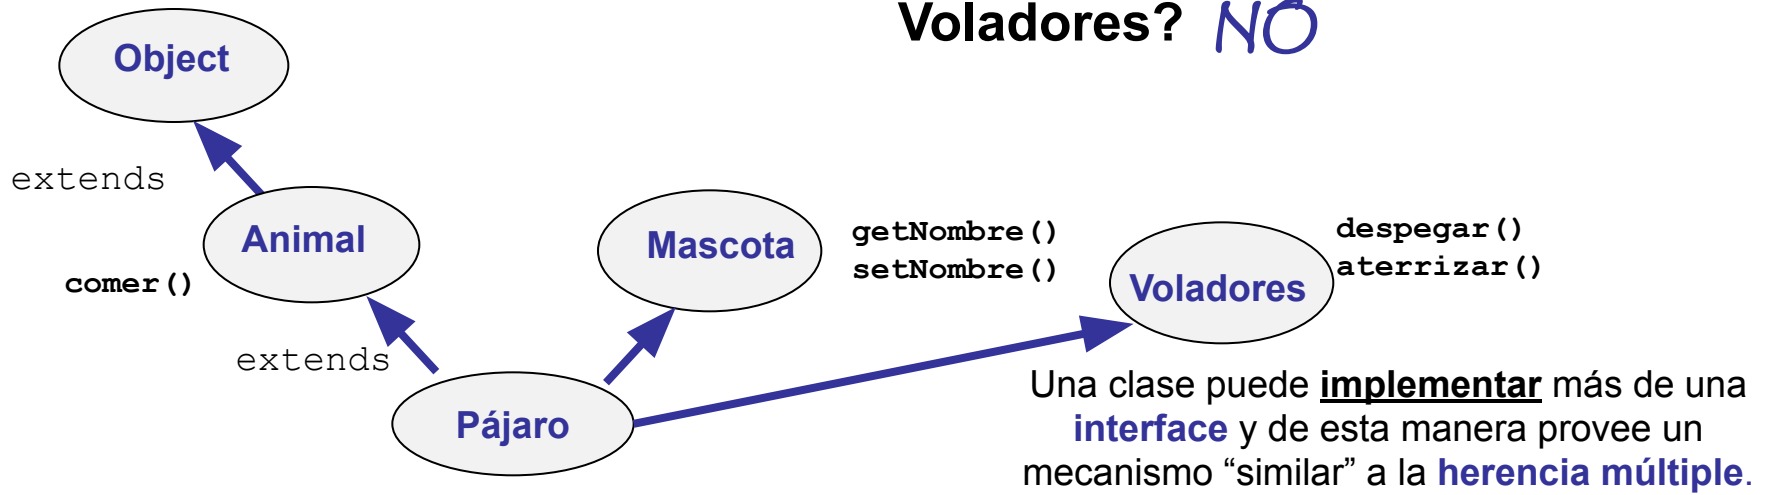 Voladores? NO
Object
extends
Animal
comer()
Mascota
getNombre()
setNombre()
Voladores
despegar()
aterrizar()
extends
Pájaro
Una clase puede implementar más de una
interface y de esta manera provee un
mecanismo “similar” a la herencia múltiple.